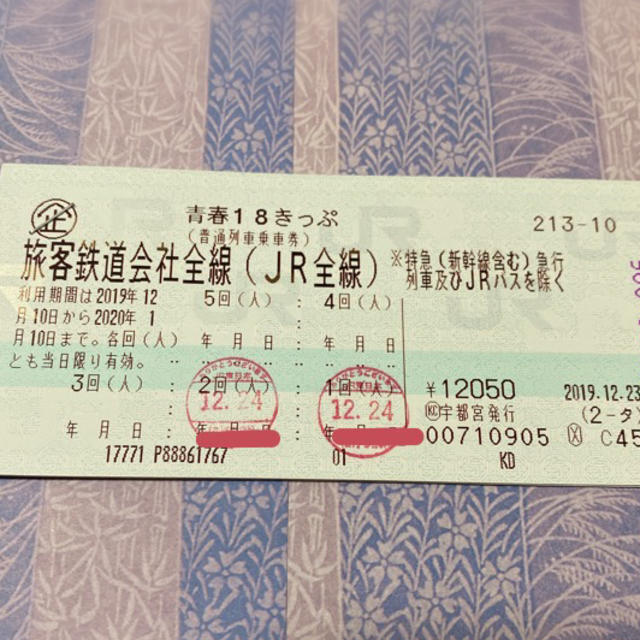 企 青春18きっぷ 213-10
(普通列車乗車券)
旅客鉄道会社全線(JR全線) ※特急(新幹線含む)急行
列車及びJRバスを除く
利用期間は2019年12
月10日から2020年 1
月10日まで。各回(人)
とも当日限り有効。
5回(人) : 4回(人)
年 月 日 : 年 月 日
3回(人) : 2回(人) : 1回(人)
12.24 12.24
年 月 日 年 月 日 年
¥12050 2019.12.23
宇都宮発行 (2-タ
00710905 C45
17771 P88861767 01 KD